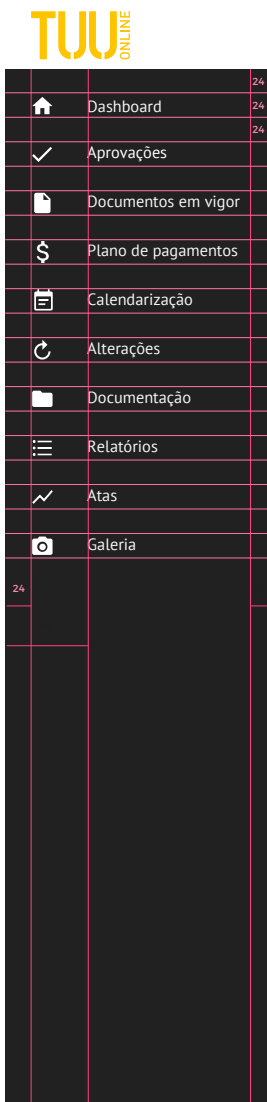 TUU
ONLINE
24
Dashboard 24
24
Aprovações
Documentos em vigor
Plano de pagamentos
Calendarização
Alterações
Documentação
Relatórios
Atas
Galeria
24